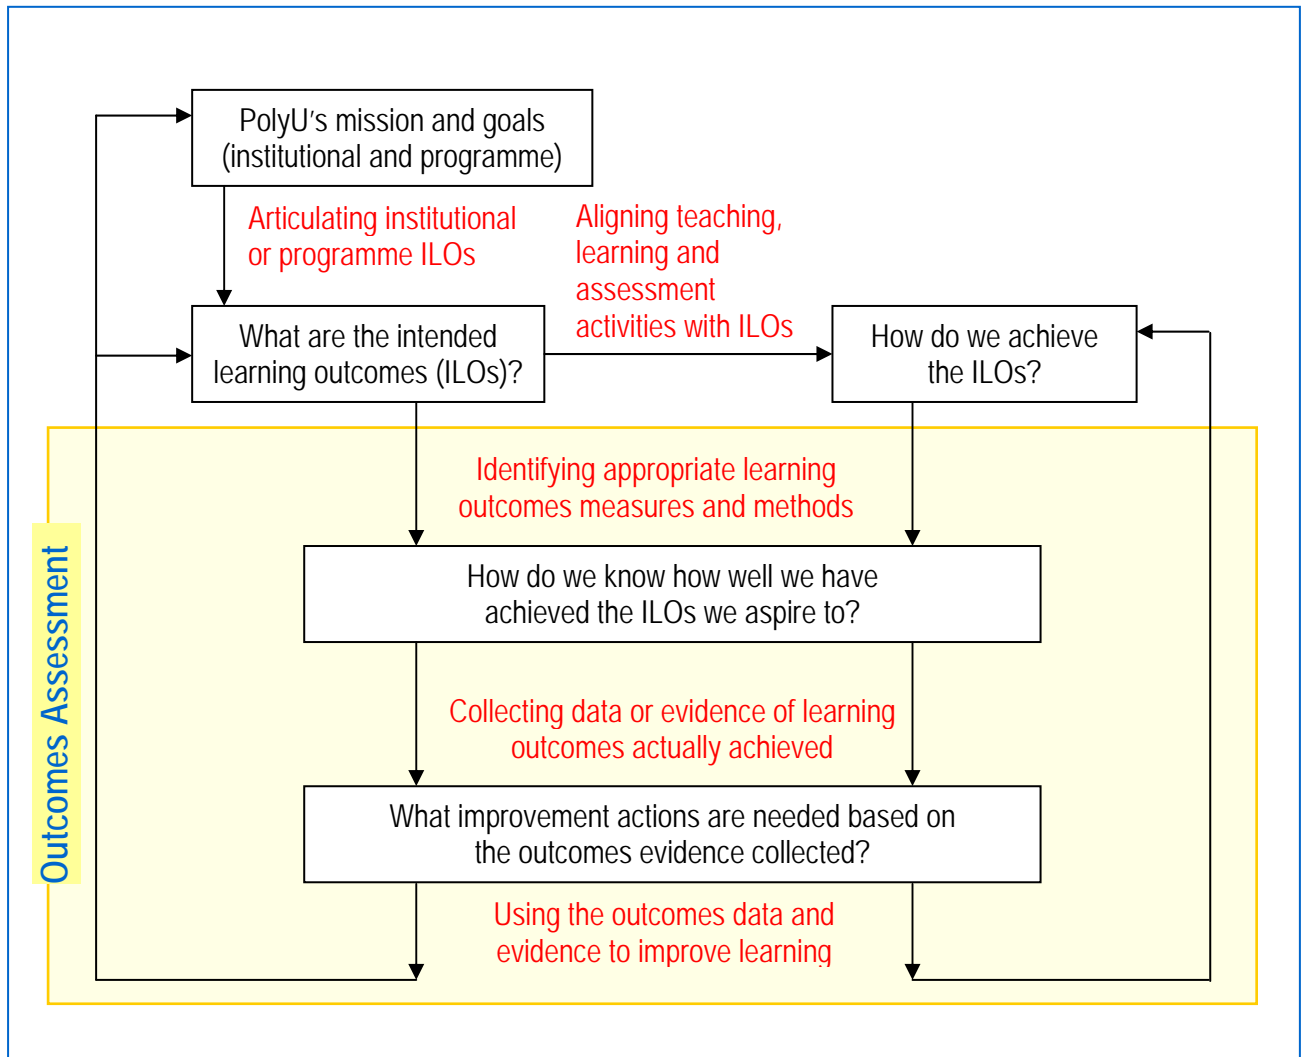 PolyU's mission and goals
(institutional and programme)
Articulating institutional
or programme ILOs
Aligning teaching,
learning and
assessment
activities with ILOs
What are the intended
learning outcomes (ILOs)?
How do we achieve
the ILOs?
Outcomes Assessment
Identifying appropriate learning
outcomes measures and methods
How do we know how well we have
achieved the ILOs we aspire to?
Collecting data or evidence of learning
outcomes actually achieved
What improvement actions are needed based on
the outcomes evidence collected?
Using the outcomes data and
evidence to improve learning